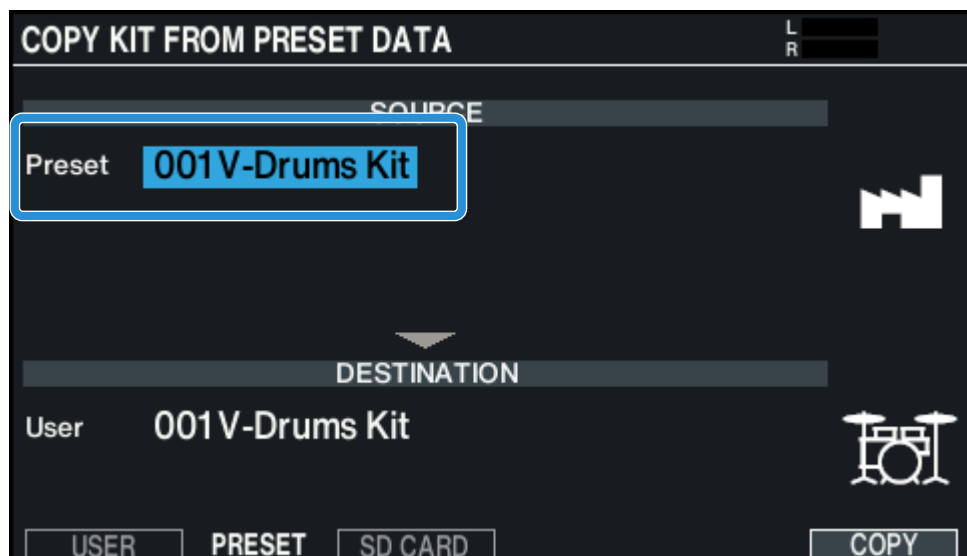 COPY KIT FROM PRESET DATA
L
R
SOURCE
Preset 001 V-Drums Kit
DESTINATION
User 001 V-Drums Kit
USER PRESET SD CARD COPY